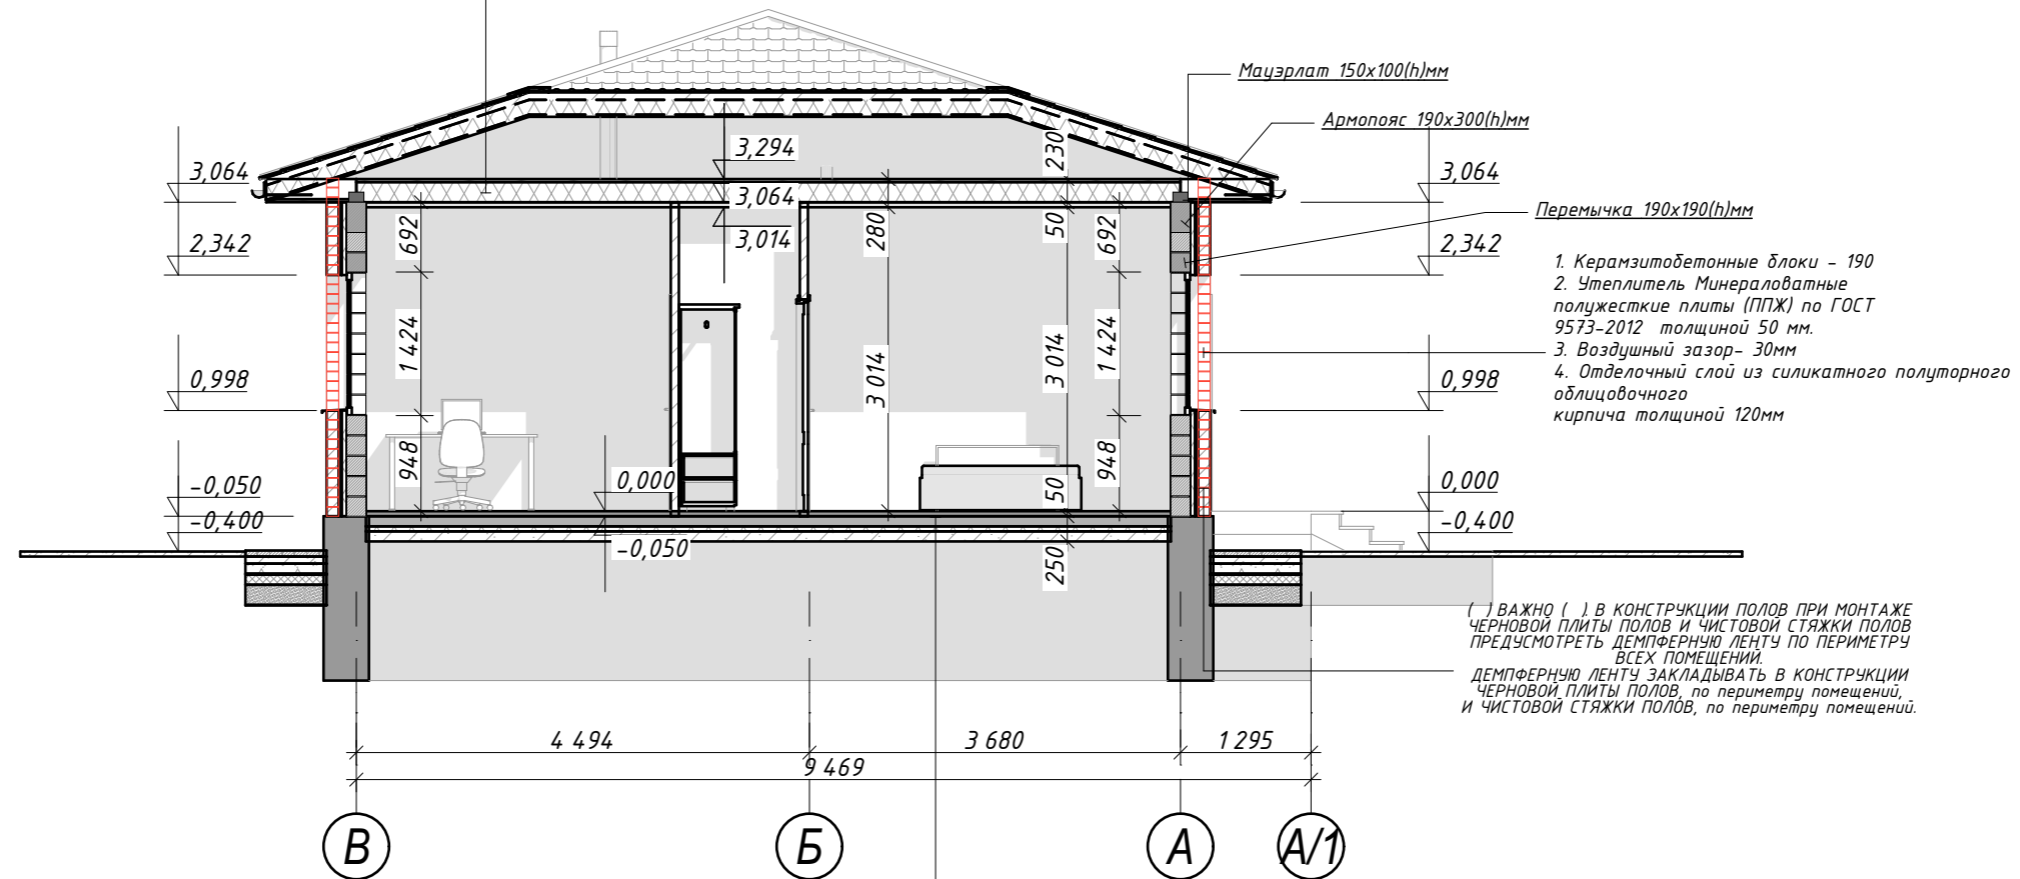 Мауэрлат 150х100(h)мм
Армопояс 190х300(h)мм
Перемычка 190х190(h)мм
3,064
2,342
0,998
-0,050
-0,400
3,294
3,064
3,014
230
280
50
692
1 424
948
692
1 424
948
3 014
3 014
50
250
0,000
-0,050
3,064
2,342
0,998
0,000
-0,400
1. Керамзитобетонные блоки - 190
2. Утеплитель Минераловатные
полужесткие плиты (ППЖ) по ГОСТ
9573-2012 толщиной 50 мм.
3. Воздушный зазор- 30мм
4. Отделочный слой из силикатного полуторного
облицовочного
кирпича толщиной 120мм
( ) ВАЖНО ( ). В КОНСТРУКЦИИ ПОЛОВ ПРИ МОНТАЖЕ
ЧЕРНОВОЙ ПЛИТЫ ПОЛОВ И ЧИСТОВОЙ СТЯЖКИ ПОЛОВ
ПРЕДУСМОТРЕТЬ ДЕМПФЕРНУЮ ЛЕНТУ ПО ПЕРИМЕТРУ
ВСЕХ ПОМЕЩЕНИЙ.
ДЕМПФЕРНУЮ ЛЕНТУ ЗАКЛАДЫВАТЬ В КОНСТРУКЦИИ
ЧЕРНОВОЙ ПЛИТЫ ПОЛОВ, по периметру помещений,
И ЧИСТОВОЙ СТЯЖКИ ПОЛОВ, по периметру помещений.
4 494
3 680
1 295
9 469
В
Б
А
А/1